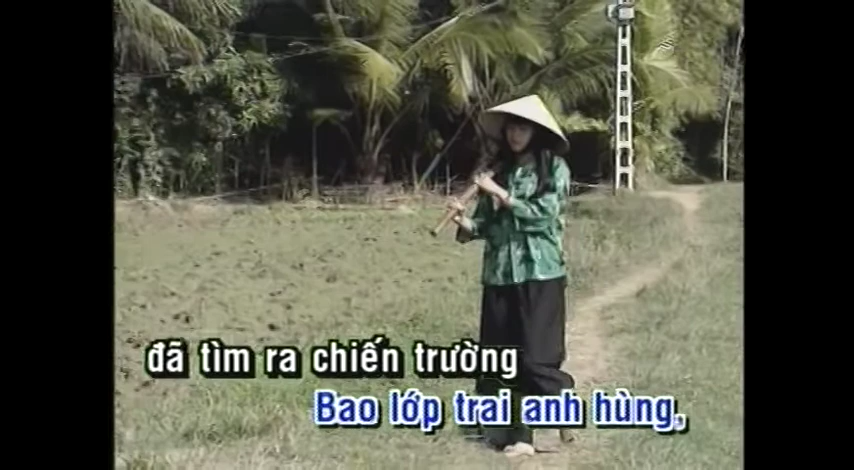 đã tìm ra chiến trường
Bao lớp trai anh hùng,